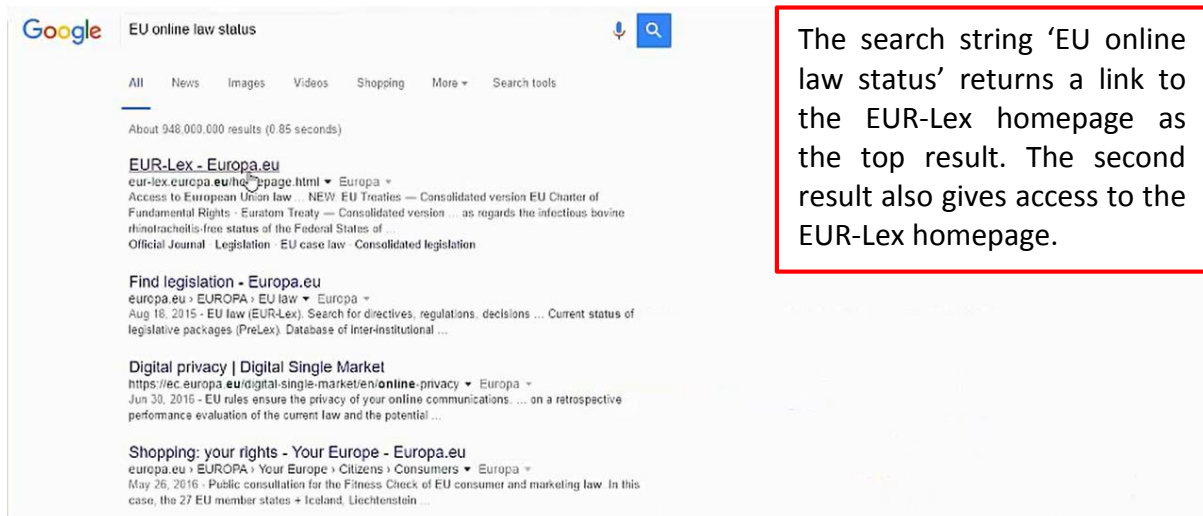 Google EU online law status
All News Images Videos Shopping More Search tools
About 948,000,000 results (0.85 seconds)
EUR-Lex - Europa.eu
eur-lex.europa.eu/homepage.html Europa
Access to European Union law ... NEW. EU Treaties — Consolidated version EU Charter of
Fundamental Rights · Euratom Treaty — Consolidated version ... as regards the infectious bovine
rhinotracheitis-free status of the Federal States of ...
Official Journal · Legislation · EU case law · Consolidated legislation
Find legislation - Europa.eu
europa.eu › EUROPA › EU law Europa
Aug 18, 2015 - EU law (EUR-Lex). Search for directives, regulations, decisions ... Current status of
legislative packages (PreLex). Database of inter-institutional ...
Digital privacy | Digital Single Market
https://ec.europa.eu/digital-single-market/en/online-privacy Europa
Jun 30, 2016 - EU rules ensure the privacy of your online communications. ... on a retrospective
performance evaluation of the current law and the potential ...
Shopping: your rights - Your Europe - Europa.eu
europa.eu › EUROPA › Your Europe › Citizens › Consumers Europa
May 26, 2016 - Public consultation for the Fitness Check of EU consumer and marketing law. In this
case, the 27 EU member states + Iceland, Liechtenstein ...
The search string ‘EU online
law status’ returns a link to
the EUR-Lex homepage as
the top result. The second
result also gives access to the
EUR-Lex homepage.